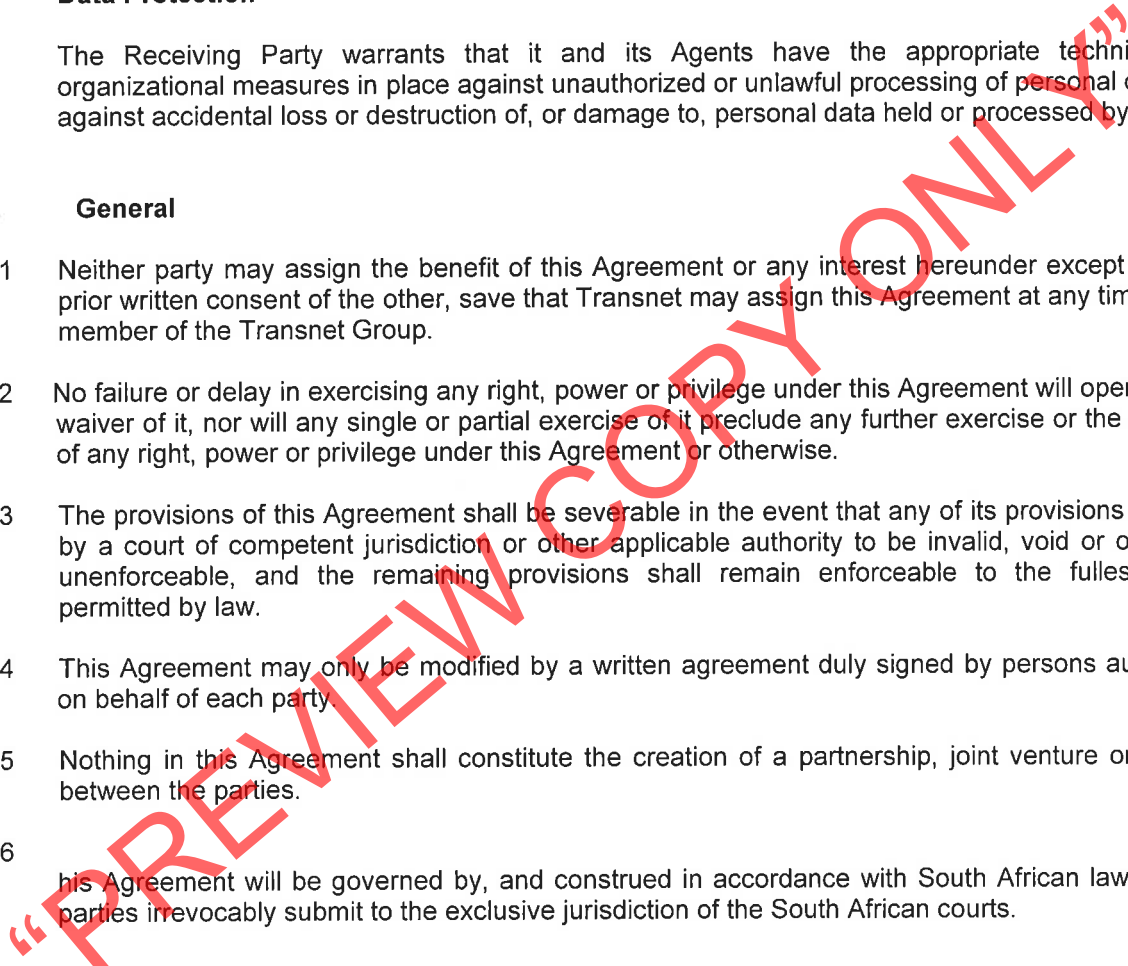 Data Protection
The Receiving Party warrants that it and its Agents have the appropriate techni
organizational measures in place against unauthorized or unlawful processing of personal
against accidental loss or destruction of, or damage to, personal data held or processed by
General
1 Neither party may assign the benefit of this Agreement or any interest hereunder except
prior written consent of the other, save that Transnet may assign this Agreement at any tim
member of the Transnet Group.
2 No failure or delay in exercising any right, power or privilege under this Agreement will oper
waiver of it, nor will any single or partial exercise of it preclude any further exercise or the
of any right, power or privilege under this Agreement or otherwise.
3 The provisions of this Agreement shall be severable in the event that any of its provisions
by a court of competent jurisdiction or other applicable authority to be invalid, void or o
unenforceable, and the remaining provisions shall remain enforceable to the fulles
permitted by law.
4 This Agreement may only be modified by a written agreement duly signed by persons au
on behalf of each party.
5 Nothing in this Agreement shall constitute the creation of a partnership, joint venture or
between the parties.
6
his Agreement will be governed by, and construed in accordance with South African law
parties irrevocably submit to the exclusive jurisdiction of the South African courts.
“PREVIEW COPY ONLY”